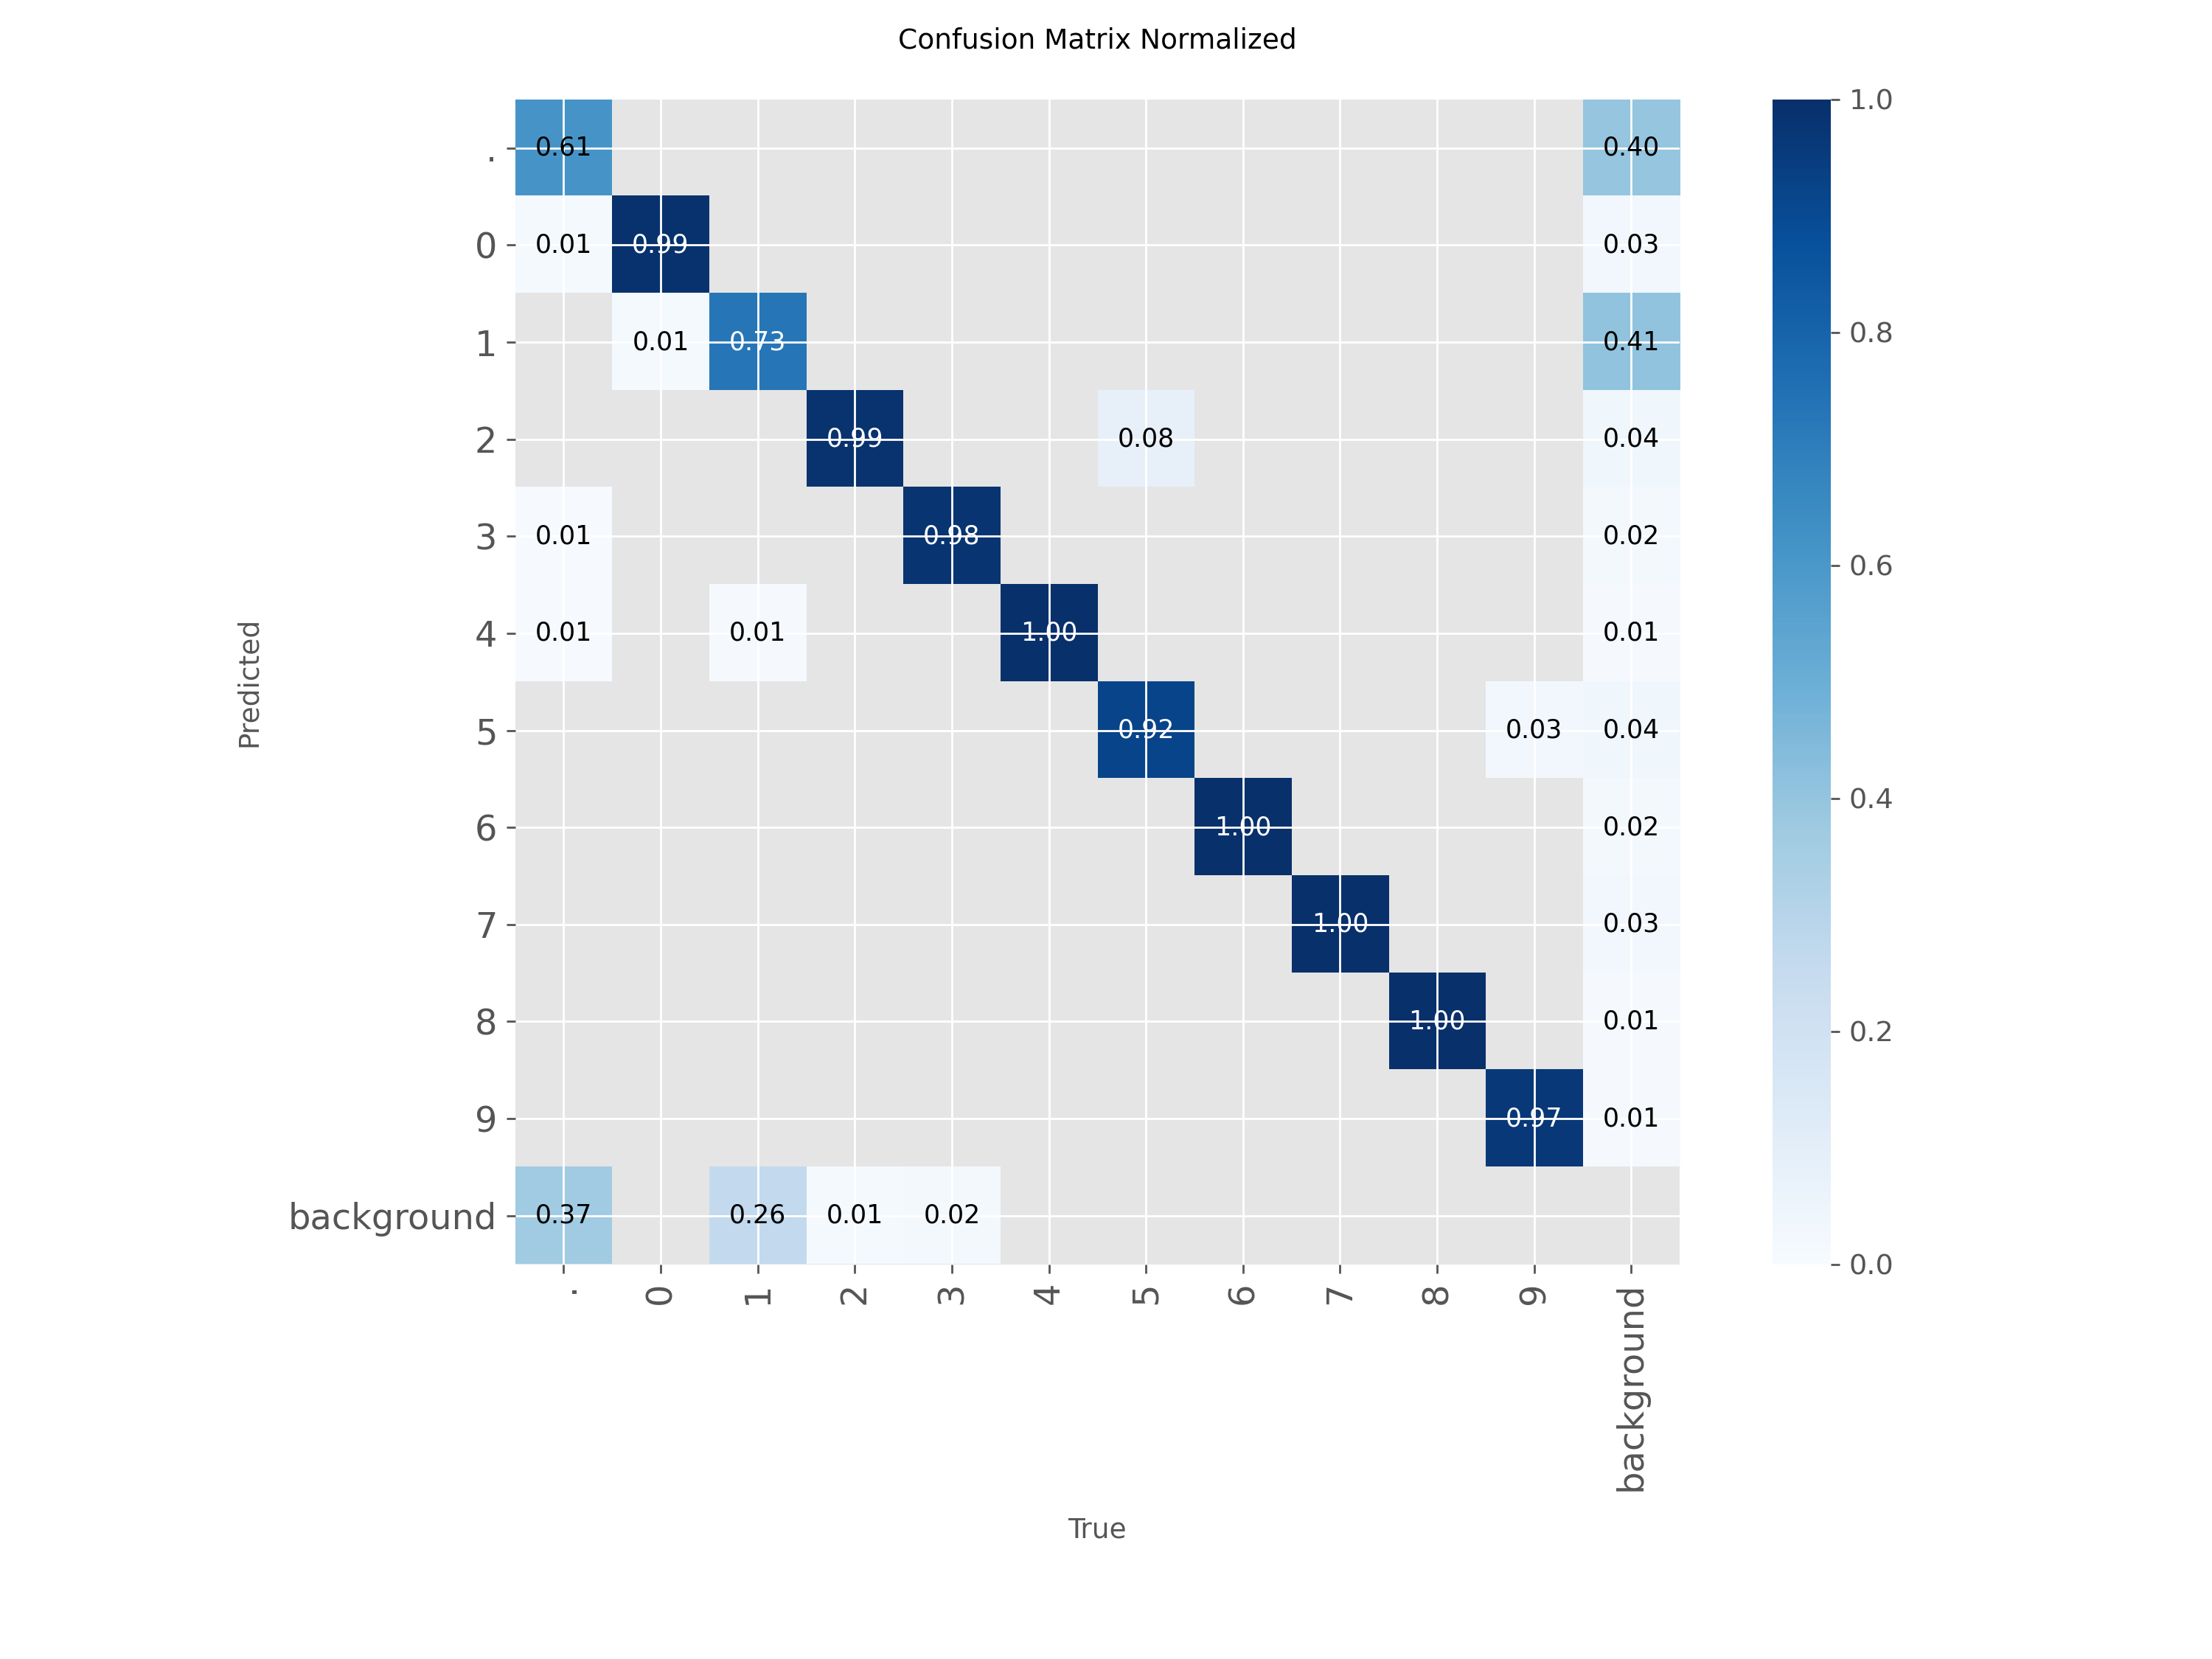 Confusion Matrix Normalized
. 0.61 0.40 1.0
0 0.01 0.99 0.03
1 0.01 0.73 0.41 0.8
2 0.99 0.08 0.04
3 0.01 0.98 0.02 0.6
4 0.01 0.01 1.00 0.01
Predicted
5 0.92 0.03 0.04
6 1.00 0.02 0.4
7 1.00 0.03
8 1.00 0.01 0.2
9 0.97 0.01
background 0.37 0.26 0.01 0.02 0.0
. 0 1 2 3 4 5 6 7 8 9 background
True